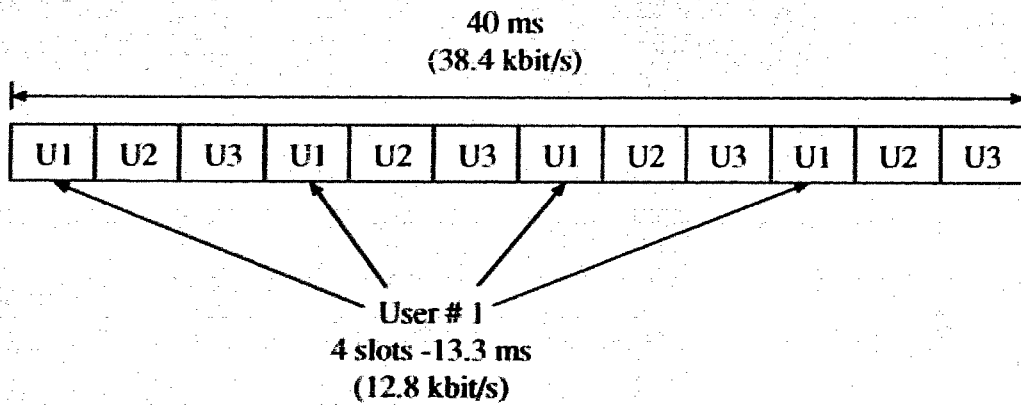 40 ms
(38.4 kbit/s)
U1 U2 U3 U1 U2 U3 U1 U2 U3 U1 U2 U3
User # 1
4 slots -13.3 ms
(12.8 kbit/s)